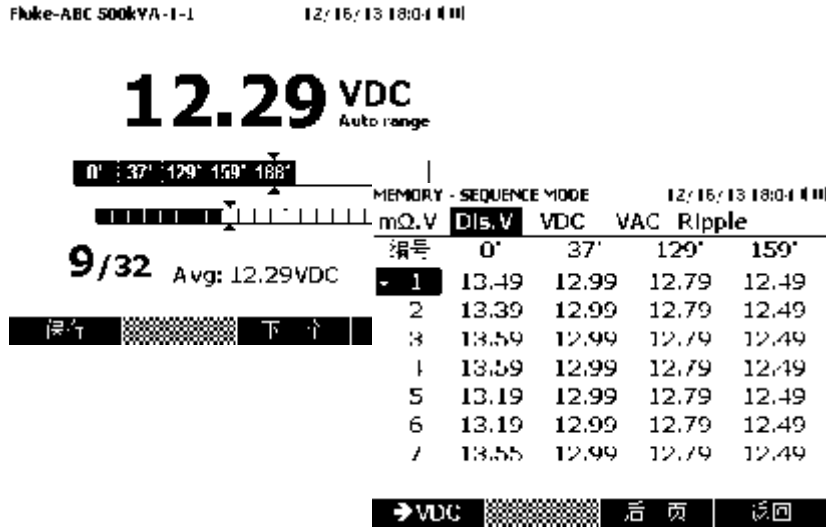 Fluke-ABC 500kVA-1-1 12/16/13 18:04
12.29 VDC
Auto range
0' 37' 129' 159' 188'
9/32 Avg: 12.29VDC
保存 下一个
MEMORY - SEQUENCE MODE 12/16/13 18:04
mΩ.V Dis.V VDC VAC Ripple
编号 0' 37' 129' 159'
1 13.49 12.99 12.79 12.49
2 13.39 12.99 12.79 12.49
3 13.59 12.99 12.79 12.49
4 13.59 12.99 12.79 12.49
5 13.19 12.99 12.79 12.49
6 13.19 12.99 12.79 12.49
7 13.55 12.99 12.79 12.49
➔VDC 后一页 返回